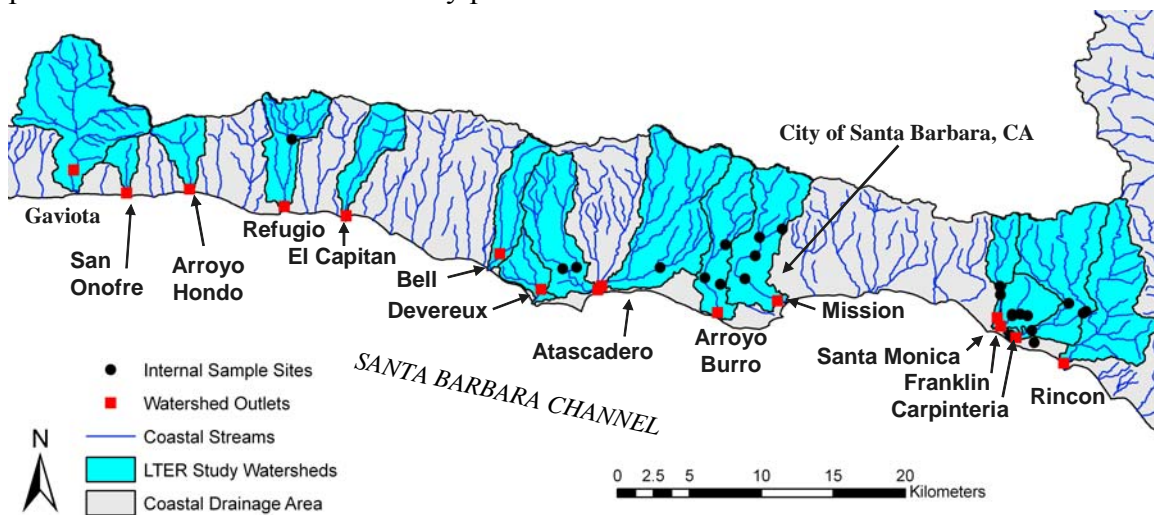 City of Santa Barbara, CA
Gaviota
San
Onofre
Arroyo
Hondo
Refugio
El Capitan
Bell
Devereux
Atascadero
Arroyo
Burro
Mission
Santa Monica
Franklin
Carpinteria
Rincon
SANTA BARBARA CHANNEL
Internal Sample Sites
Watershed Outlets
Coastal Streams
LTER Study Watersheds
Coastal Drainage Area
N
0 2.5 5 10 15 20
Kilometers